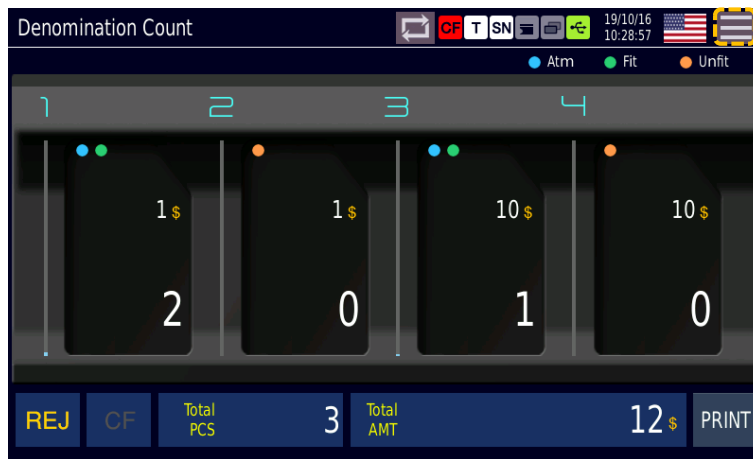 Denomination Count
CF T SN
19/10/16
10:28:57
Atm Fit Unfit
1 2 3 4
1 $ 1 $ 10 $ 10 $
2 0 1 0
REJ CF Total PCS 3 Total AMT 12 $ PRINT